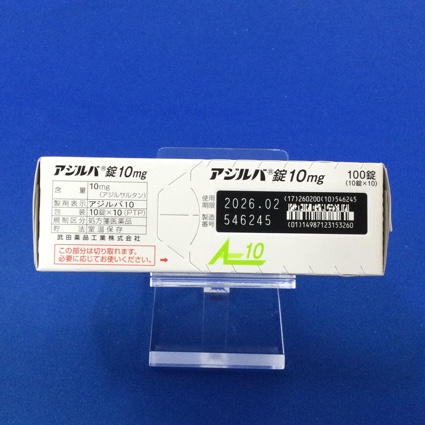 アジルバ®錠10mg
含量 10mg
(アジルサルタン)
製剤表示 アジルバ10
包装 10錠×10(PTP)
規制区分 処方箋医薬品
貯法 室温保存
武田薬品工業株式会社
この部分は切り取れます。
必要に応じてお使いください。
アジルバ®錠10mg
100錠
(10錠×10)
使用期限 2026.02
製造番号 546245
(17)260200(10)546245
(01)14987123153260
10